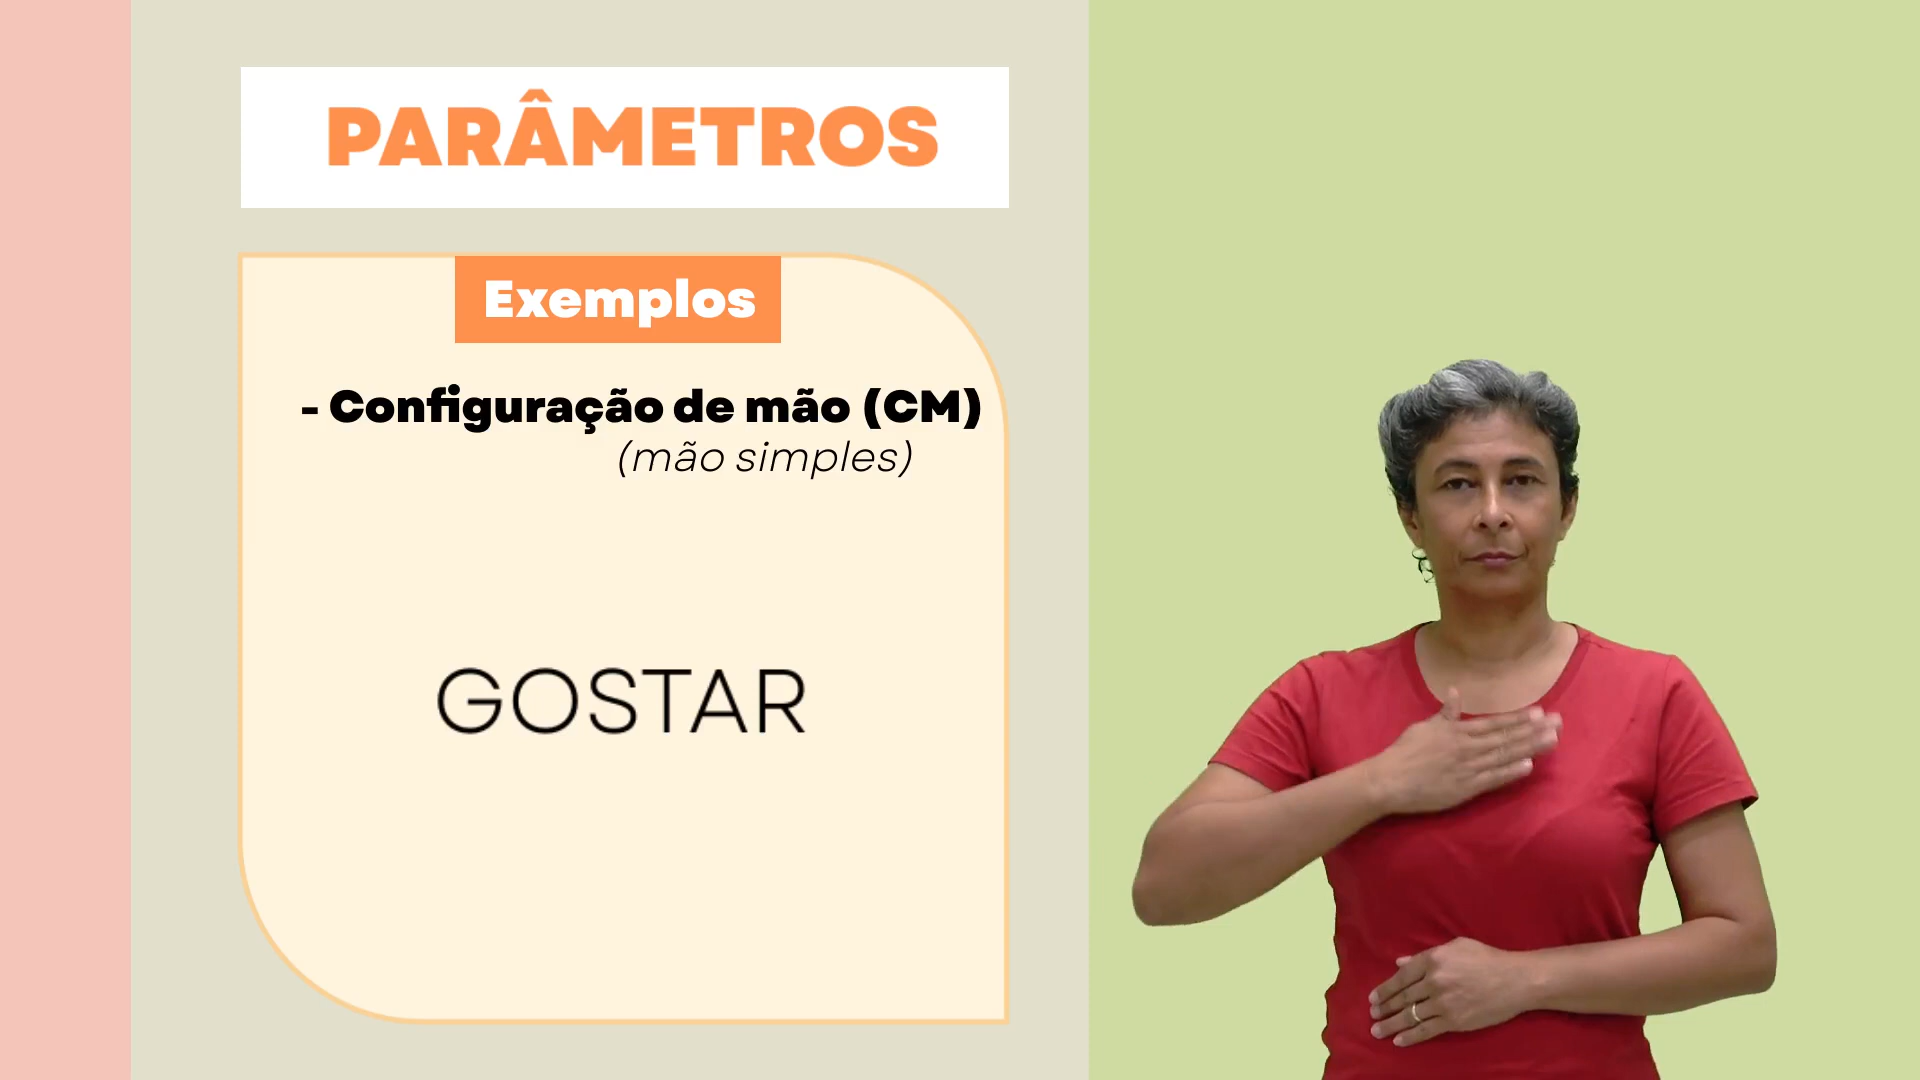 PARÂMETROS
Exemplos
- Configuração de mão (CM)
(mão simples)
GOSTAR